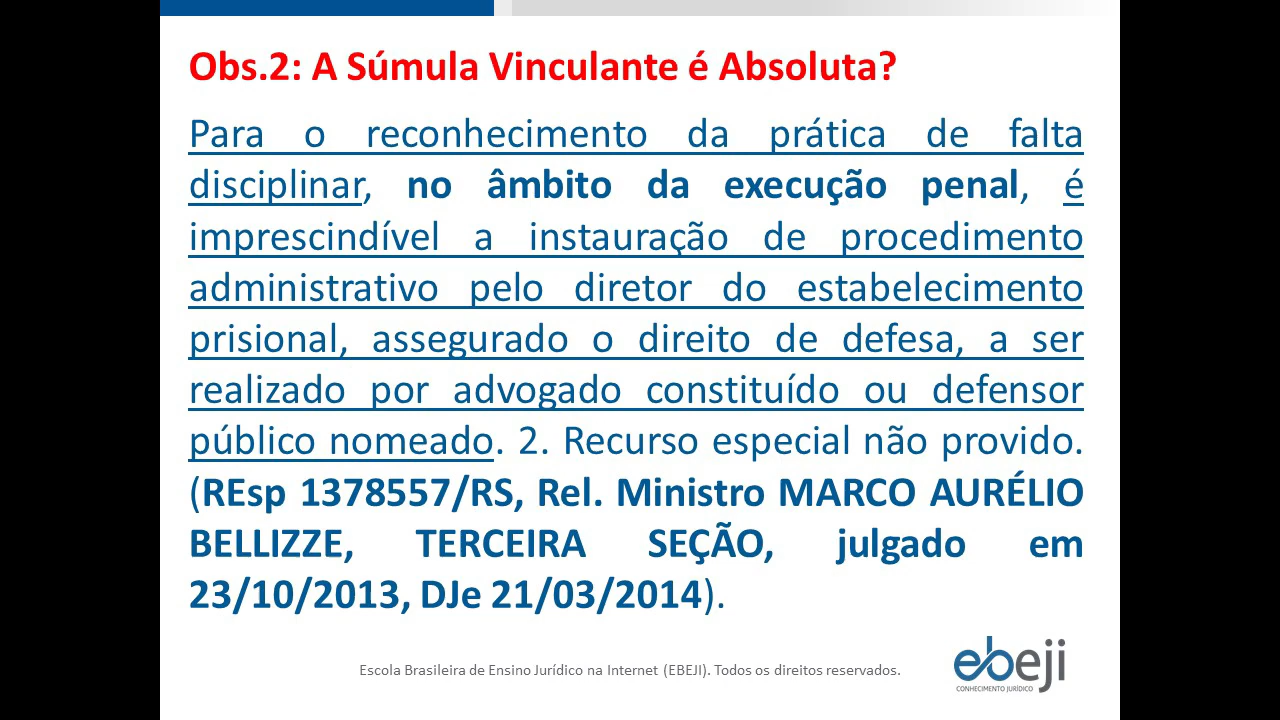 Obs.2: A Súmula Vinculante é Absoluta?
Para o reconhecimento da prática de falta
disciplinar, no âmbito da execução penal, é
imprescindível a instauração de procedimento
administrativo pelo diretor do estabelecimento
prisional, assegurado o direito de defesa, a ser
realizado por advogado constituído ou defensor
público nomeado. 2. Recurso especial não provido.
(REsp 1378557/RS, Rel. Ministro MARCO AURÉLIO
BELLIZZE, TERCEIRA SEÇÃO, julgado em
23/10/2013, DJe 21/03/2014).
Escola Brasileira de Ensino Jurídico na Internet (EBEJI). Todos os direitos reservados.
ebeji
CONHECIMENTO JURÍDICO